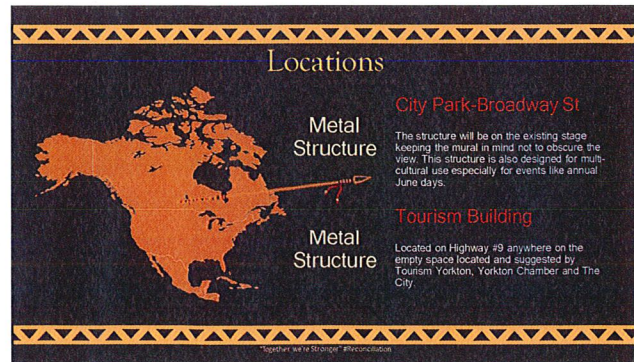 Locations
Metal
Structure
City Park-Broadway St
The structure will be on the existing stage
keeping the mural in mind not to obscure the
view. This structure is also designed for multi-
cultural use especially for events like annual
June days.
Metal
Structure
Tourism Building
Located on Highway #9 anywhere on the
empty space located and suggested by
Tourism Yorkton, Yorkton Chamber and The
City.
"Together we're Stronger" #Reconciliation